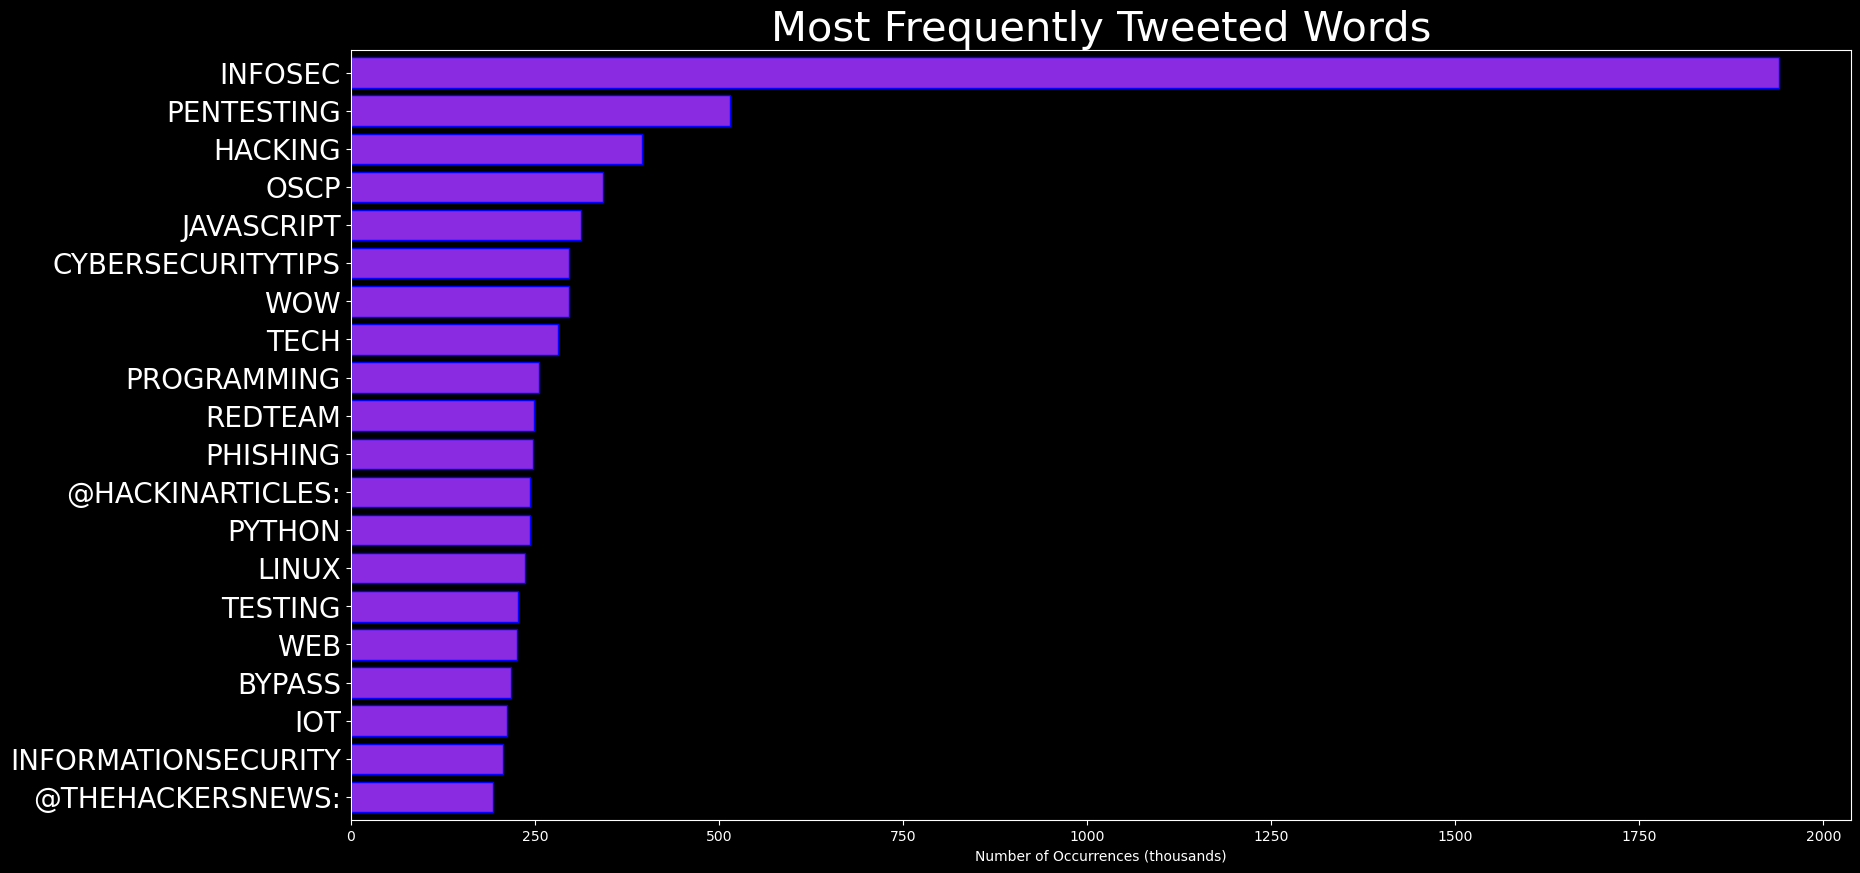 Most Frequently Tweeted Words
INFOSEC
PENTESTING
HACKING
OSCP
JAVASCRIPT
CYBERSECURITYTIPS
WOW
TECH
PROGRAMMING
REDTEAM
PHISHING
@HACKINARTICLES:
PYTHON
LINUX
TESTING
WEB
BYPASS
IOT
INFORMATIONSECURITY
@THEHACKERSNEWS:
0 250 500 750 1000 1250 1500 1750 2000
Number of Occurrences (thousands)